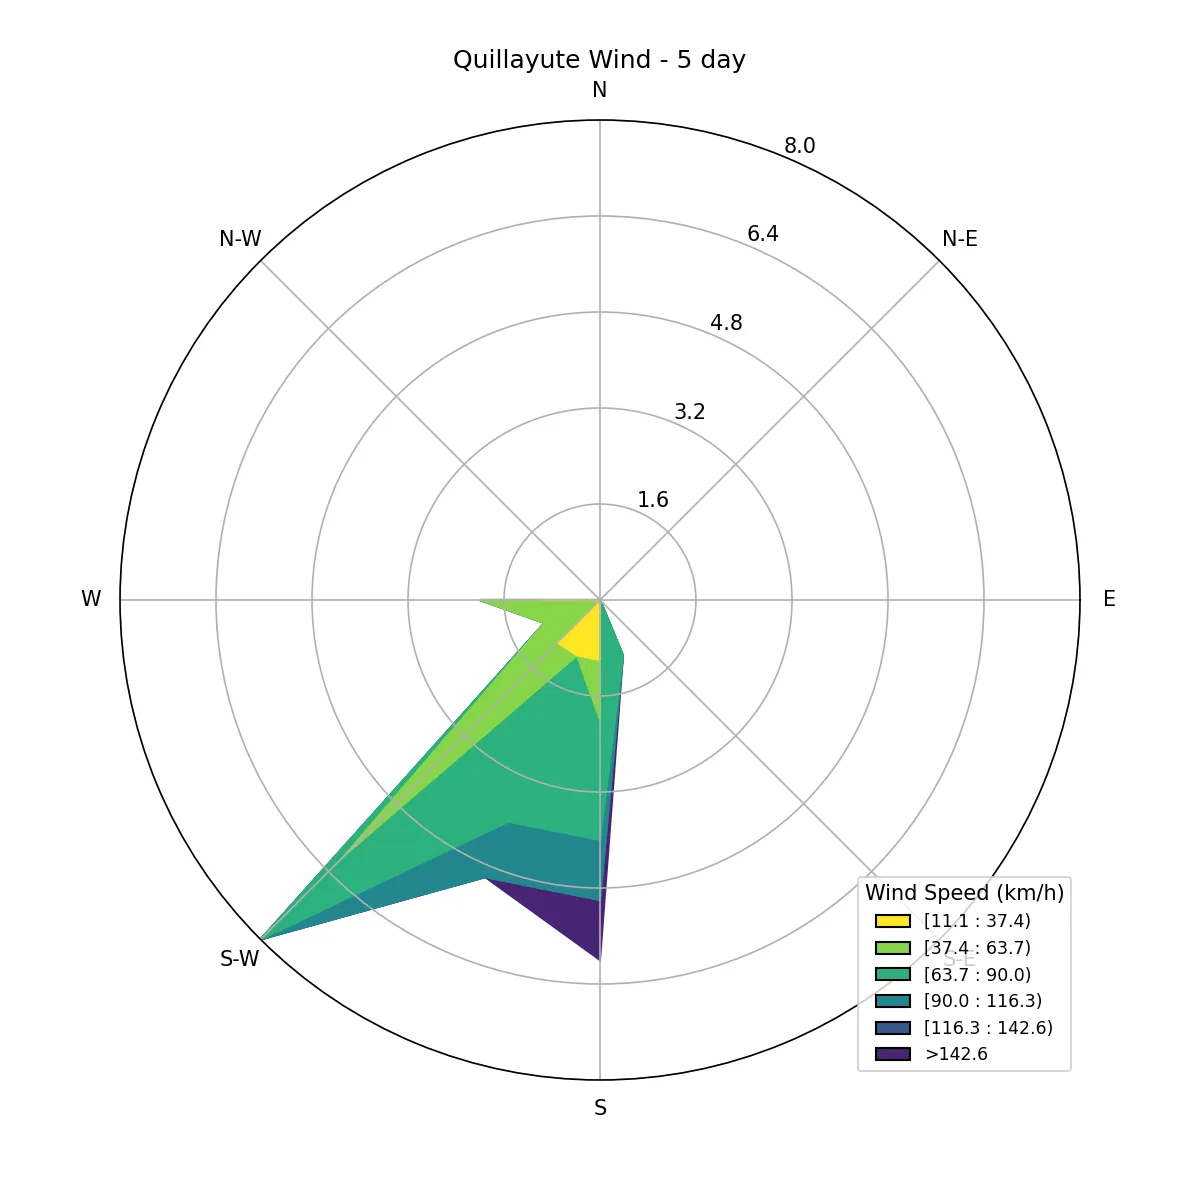 Quillayute Wind - 5 day
N
8.0
N-W
N-E
6.4
4.8
3.2
1.6
W
E
Wind Speed (km/h)
[11.1 : 37.4)
[37.4 : 63.7)
S-W
S-E
[63.7 : 90.0)
[90.0 : 116.3)
[116.3 : 142.6)
>142.6
S